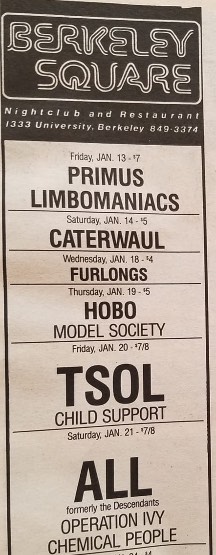 BERKELEY
SQUARE
Nightclub and Restaurant
1333 University, Berkeley 849-3374
Friday, JAN. 13 - $7
PRIMUS
LIMBOMANIACS
Saturday, JAN. 14 - $5
CATERWAUL
Wednesday, JAN. 18 - $4
FURLONGS
Thursday, JAN. 19 - $5
HOBO
MODEL SOCIETY
Friday, JAN. 20 - $7/8
TSOL
CHILD SUPPORT
Saturday, JAN. 21 - $7/8
ALL
formerly the Descendants
OPERATION IVY
CHEMICAL PEOPLE